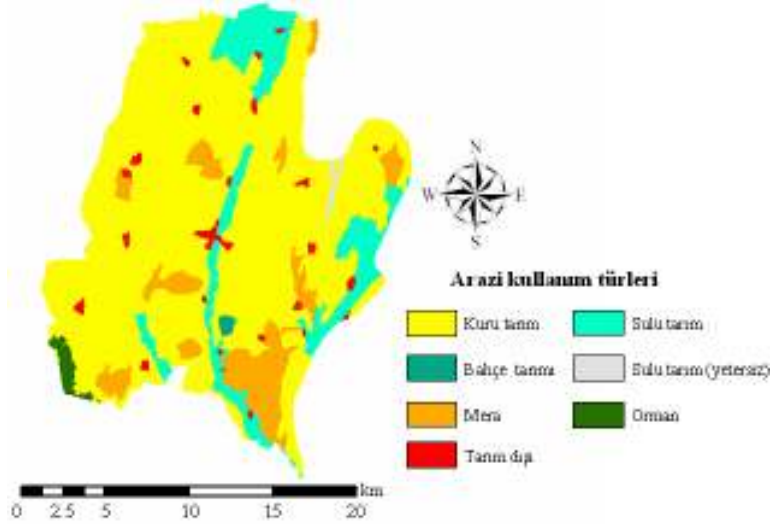 N
W E
S
Arazi kullanım türleri
Kuru tarım
Sulu tarım
Bahçe tarımı
Sulu tarım (yetersiz)
Mera
Orman
Tarım dışı
km
0 2.5 5 10 15 20